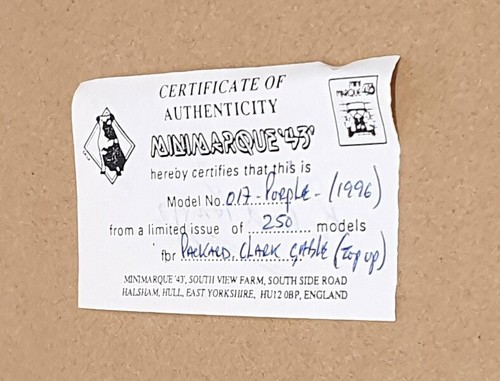 CERTIFICATE OF
AUTHENTICITY
MINIMARQUE '43'
hereby certifies that this is
Model No. 017 - Purple - (1996)
from a limited issue of 250 models
for PACKARD, CLARK GABLE (Top up)
MINIMARQUE '43', SOUTH VIEW FARM, SOUTH SIDE ROAD
HALSHAM, HULL, EAST YORKSHIRE, HU12 0BP, ENGLAND